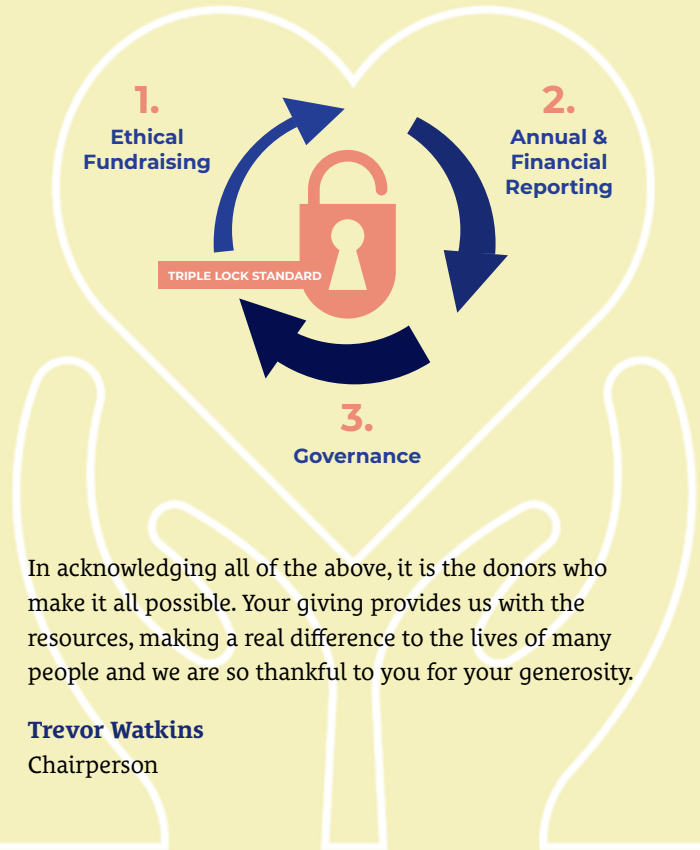 1.
Ethical
Fundraising
2.
Annual &
Financial
Reporting
TRIPLE LOCK STANDARD
3.
Governance
In acknowledging all of the above, it is the donors who
make it all possible. Your giving provides us with the
resources, making a real difference to the lives of many
people and we are so thankful to you for your generosity.
Trevor Watkins
Chairperson